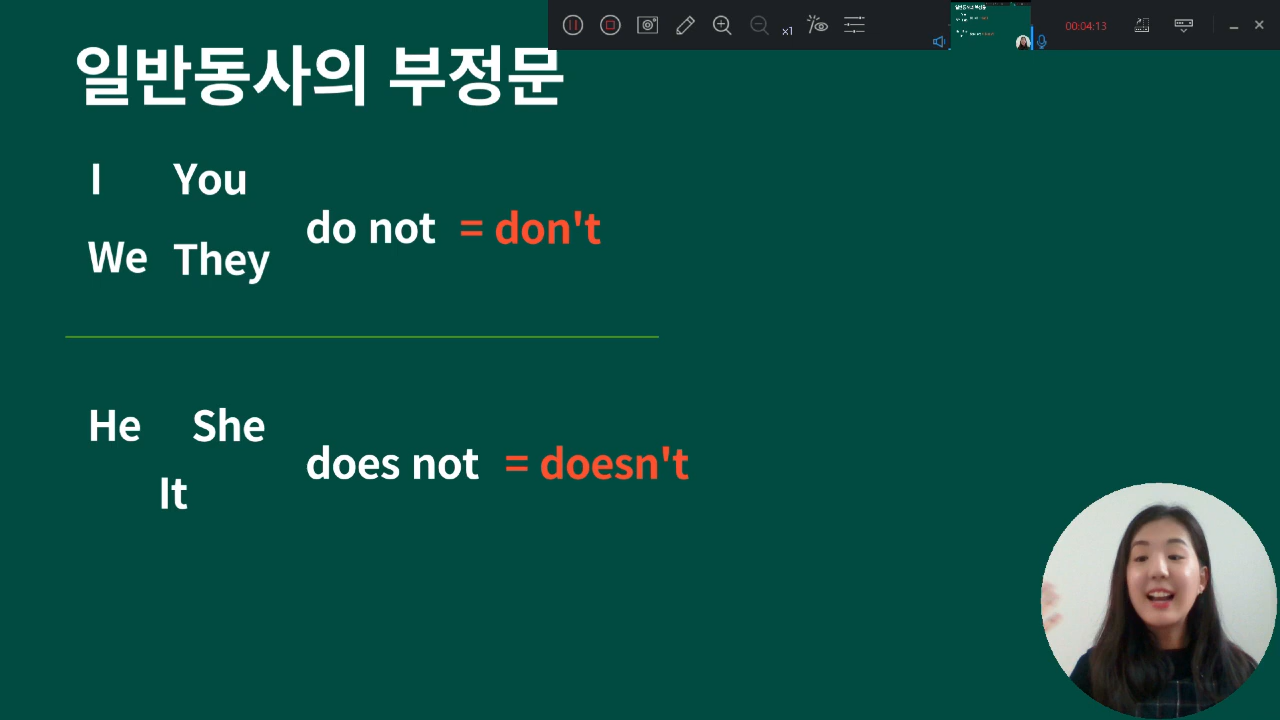 x1
00:04:13
일반동사의 부정문
I You
do not = don't
We They
He She
does not = doesn't
It